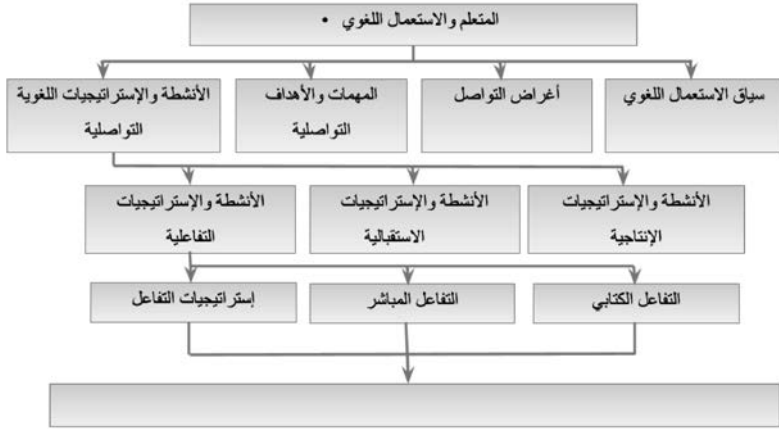 • المتعلم والاستعمال اللغوي
سياق الاستعمال اللغوي
أغراض التواصل
المهمات والأهداف
التواصلية
الأنشطة والإستراتيجيات اللغوية
التواصلية
الأنشطة والإستراتيجيات
الإنتاجية
الأنشطة والإستراتيجيات
الاستقبالية
الأنشطة والإستراتيجيات
التفاعلية
التفاعل الكتابي
التفاعل المباشر
إستراتيجيات التفاعل